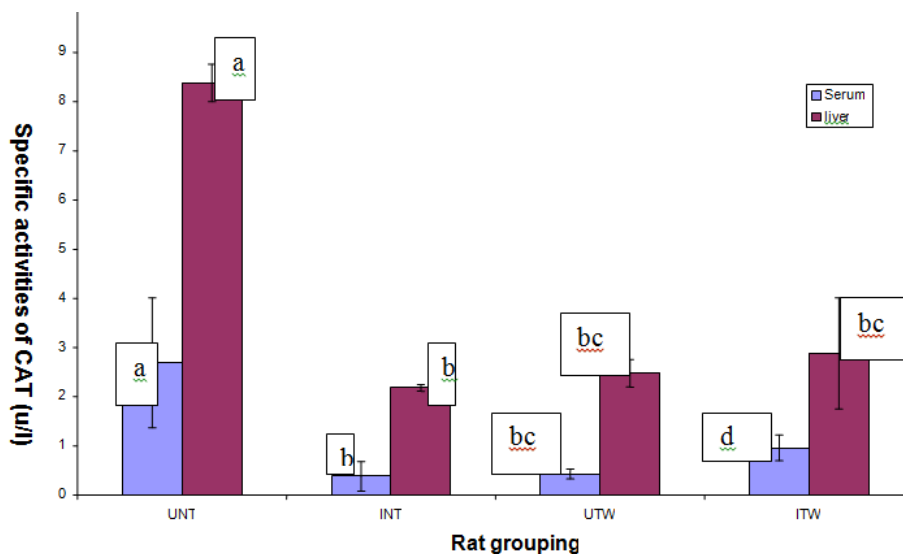 9
8
7
6
5
4
3
2
1
0
Specific activities of CAT (u/l)
a
a
b
b
bc
bc
d
bc
Serum
liver
UNT INT UTW ITW
Rat grouping